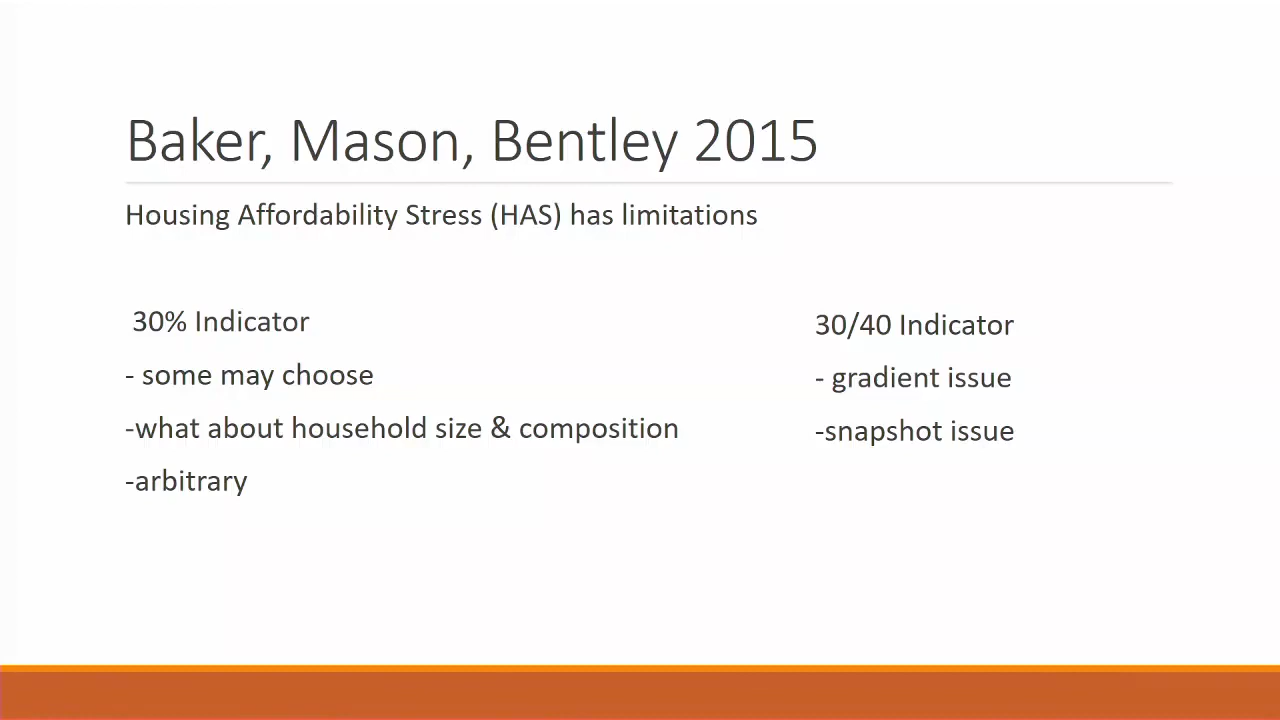 Baker, Mason, Bentley 2015
Housing Affordability Stress (HAS) has limitations
30% Indicator
- some may choose
-what about household size & composition
-arbitrary
30/40 Indicator
- gradient issue
-snapshot issue